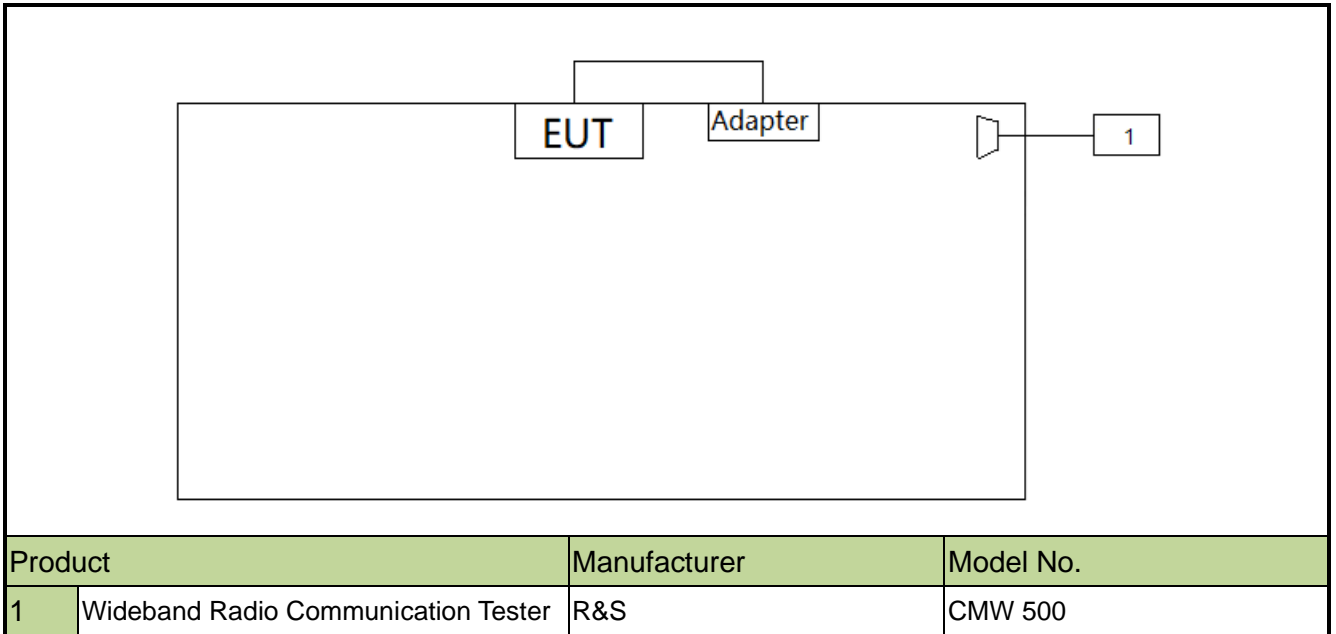 EUT
Adapter
1
Product Manufacturer Model No.
1 Wideband Radio Communication Tester R&S CMW 500